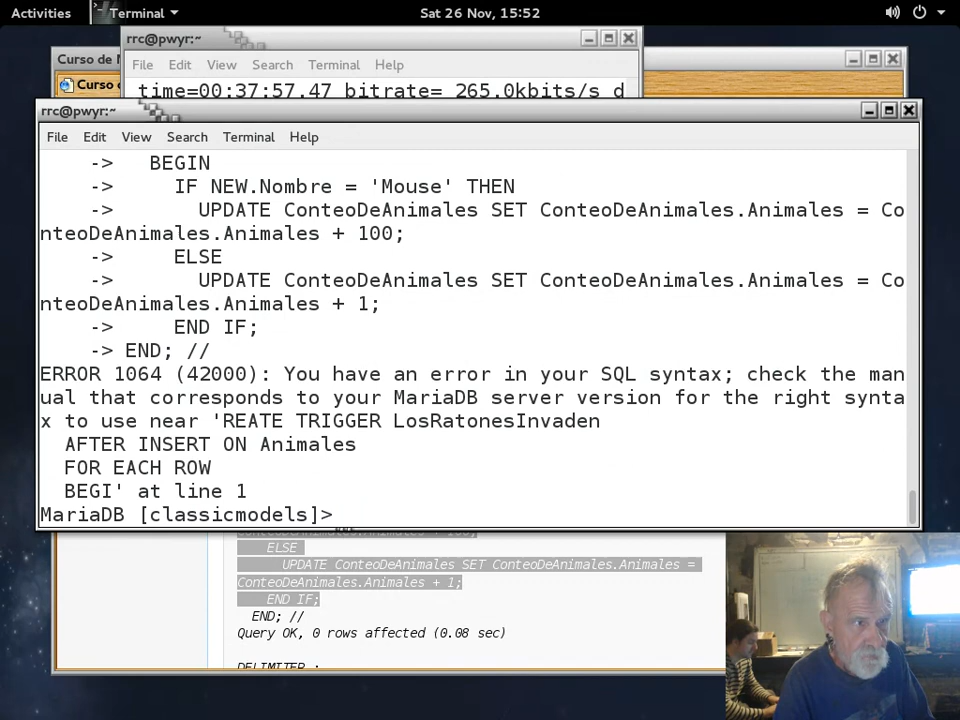 Activities Terminal Sat 26 Nov, 15:52
rrc@pwyr:~
Curso de
File Edit View Search Terminal Help
Curso
time=00:37:57.47 bitrate= 265.0kbits/s d
rrc@pwyr:~
File Edit View Search Terminal Help
->   BEGIN
->     IF NEW.Nombre = 'Mouse' THEN
->       UPDATE ConteoDeAnimales SET ConteoDeAnimales.Animales = Co
nteoDeAnimales.Animales + 100;
->     ELSE
->       UPDATE ConteoDeAnimales SET ConteoDeAnimales.Animales = Co
nteoDeAnimales.Animales + 1;
->     END IF;
-> END; //
ERROR 1064 (42000): You have an error in your SQL syntax; check the man
ual that corresponds to your MariaDB server version for the right synta
x to use near 'REATE TRIGGER LosRatonesInvaden
AFTER INSERT ON Animales
FOR EACH ROW
BEGI' at line 1
MariaDB [classicmodels]>
ELSE
UPDATE ConteoDeAnimales SET ConteoDeAnimales.Animales =
ConteoDeAnimales.Animales + 1;
END IF;
END; //
Query OK, 0 rows affected (0.08 sec)
DELIMITER ;